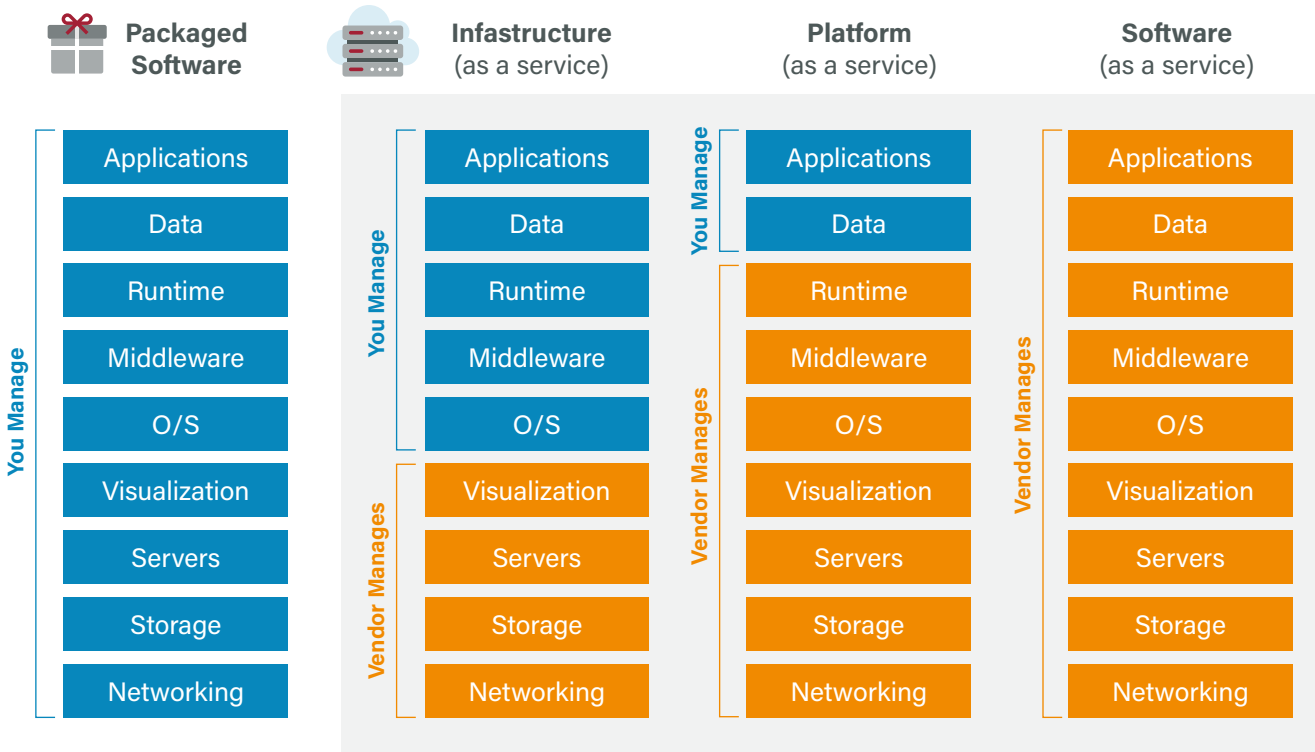 Packaged
Software
Infastructure
(as a service)
Platform
(as a service)
Software
(as a service)
You Manage
Applications
Data
Runtime
Middleware
O/S
Visualization
Servers
Storage
Networking
You Manage
Vendor Manages
Applications
Data
Runtime
Middleware
O/S
Visualization
Servers
Storage
Networking
You Manage
Vendor Manages
Applications
Data
Runtime
Middleware
O/S
Visualization
Servers
Storage
Networking
Vendor Manages
Applications
Data
Runtime
Middleware
O/S
Visualization
Servers
Storage
Networking